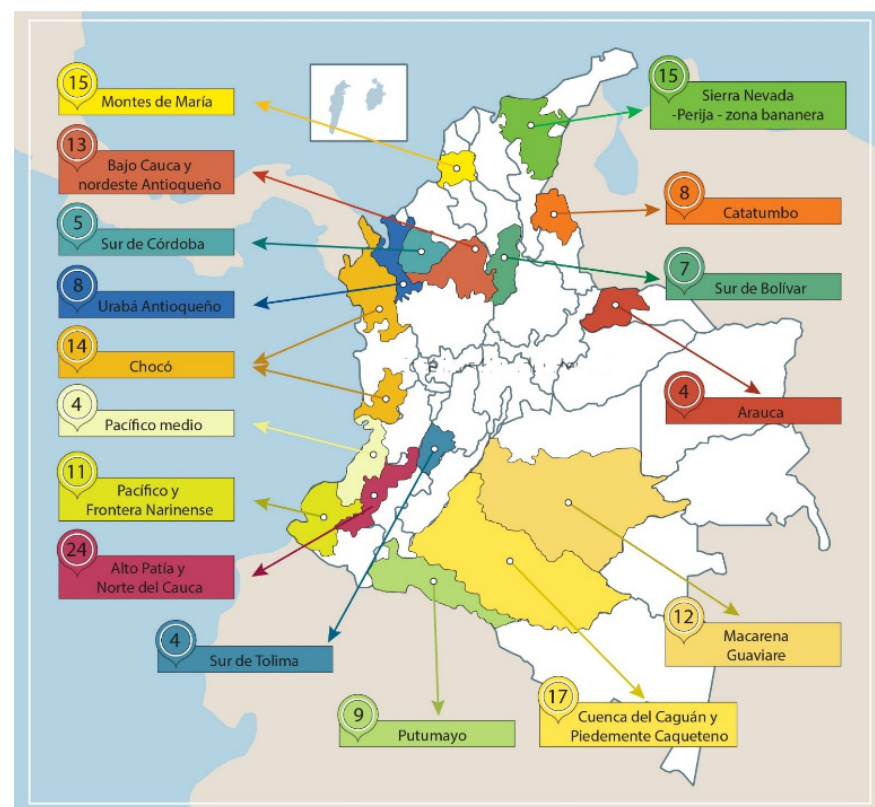 15
Montes de María
13
Bajo Cauca y
nordeste Antioqueño
5
Sur de Córdoba
8
Urabá Antioqueño
14
Chocó
4
Pacífico medio
11
Pacífico y
Frontera Narinense
24
Alto Patía y
Norte del Cauca
4
Sur de Tolima
9
Putumayo
15
Sierra Nevada
-Perija - zona bananera
8
Catatumbo
7
Sur de Bolívar
4
Arauca
12
Macarena
Guaviare
17
Cuenca del Caguán y
Piedemente Caqueteno